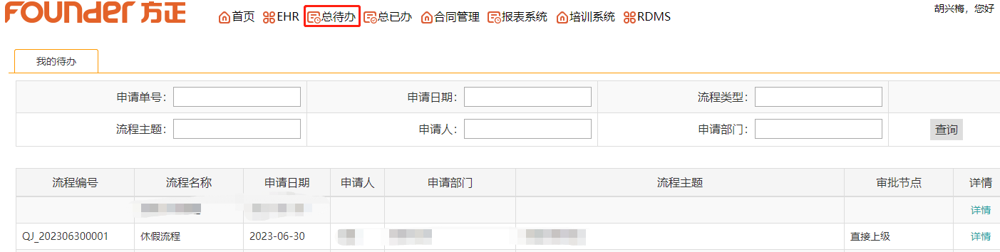 FOUNDER 方正 首页 EHR 总待办 总已办 合同管理 报表系统 培训系统 RDMS 胡兴梅，您好
我的待办
申请单号： 申请日期： 流程类型：
流程主题： 申请人： 申请部门： 查询
流程编号 流程名称 申请日期 申请人 申请部门 流程主题 审批节点 详情
详情
QJ_202306300001 休假流程 2023-06-30 直接上级 详情